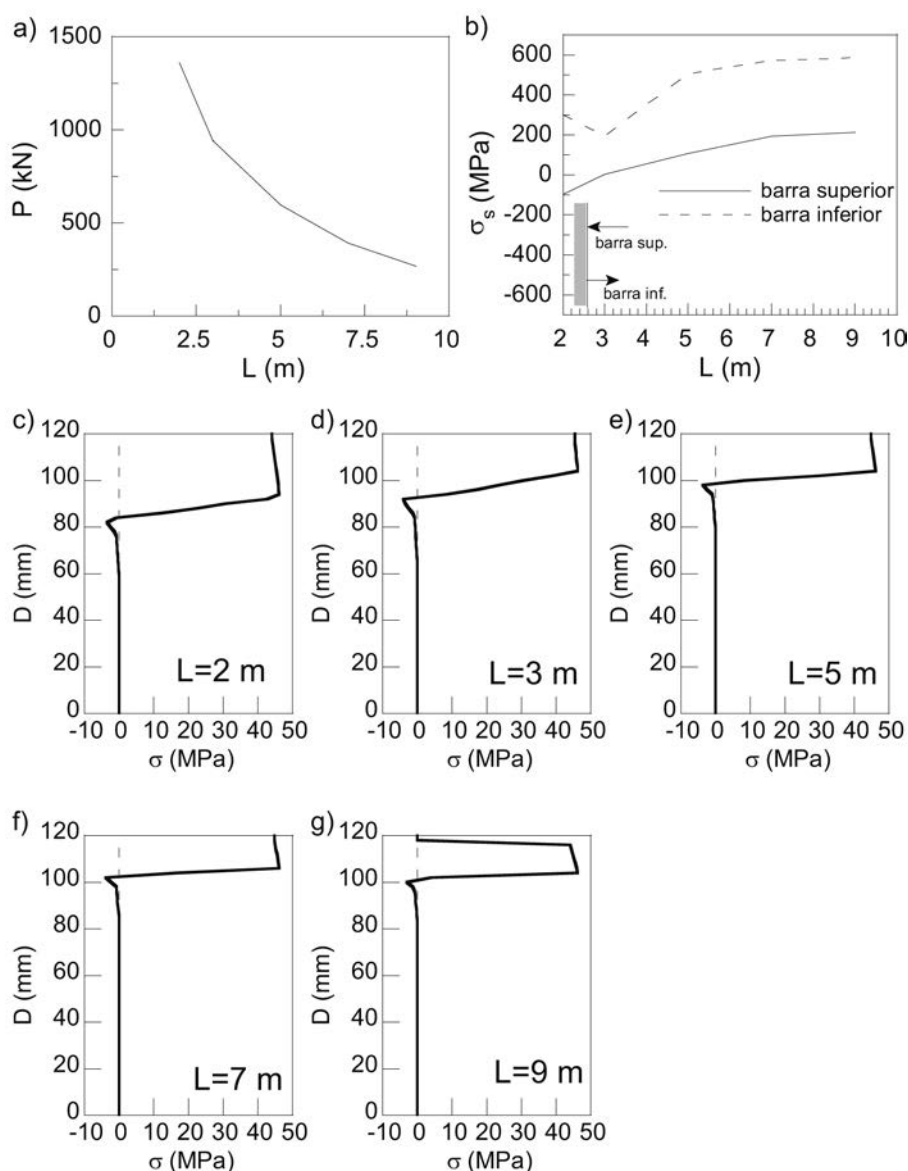 a)
1500
1000
500
0
P (kN)
0 2.5 5 7.5 10
L (m)
b)
600
400
200
0
-200
-400
-600
σs (MPa)
barra superior
barra inferior
barra sup.
barra inf.
2 3 4 5 6 7 8 9 10
L (m)
c)
120
100
80
60
40
20
0
D (mm)
L=2 m
-10 0 10 20 30 40 50
σ (MPa)
d)
120
100
80
60
40
20
0
D (mm)
L=3 m
-10 0 10 20 30 40 50
σ (MPa)
e)
120
100
80
60
40
20
0
D (mm)
L=5 m
-10 0 10 20 30 40 50
σ (MPa)
f)
120
100
80
60
40
20
0
D (mm)
L=7 m
-10 0 10 20 30 40 50
σ (MPa)
g)
120
100
80
60
40
20
0
D (mm)
L=9 m
-10 0 10 20 30 40 50
σ (MPa)